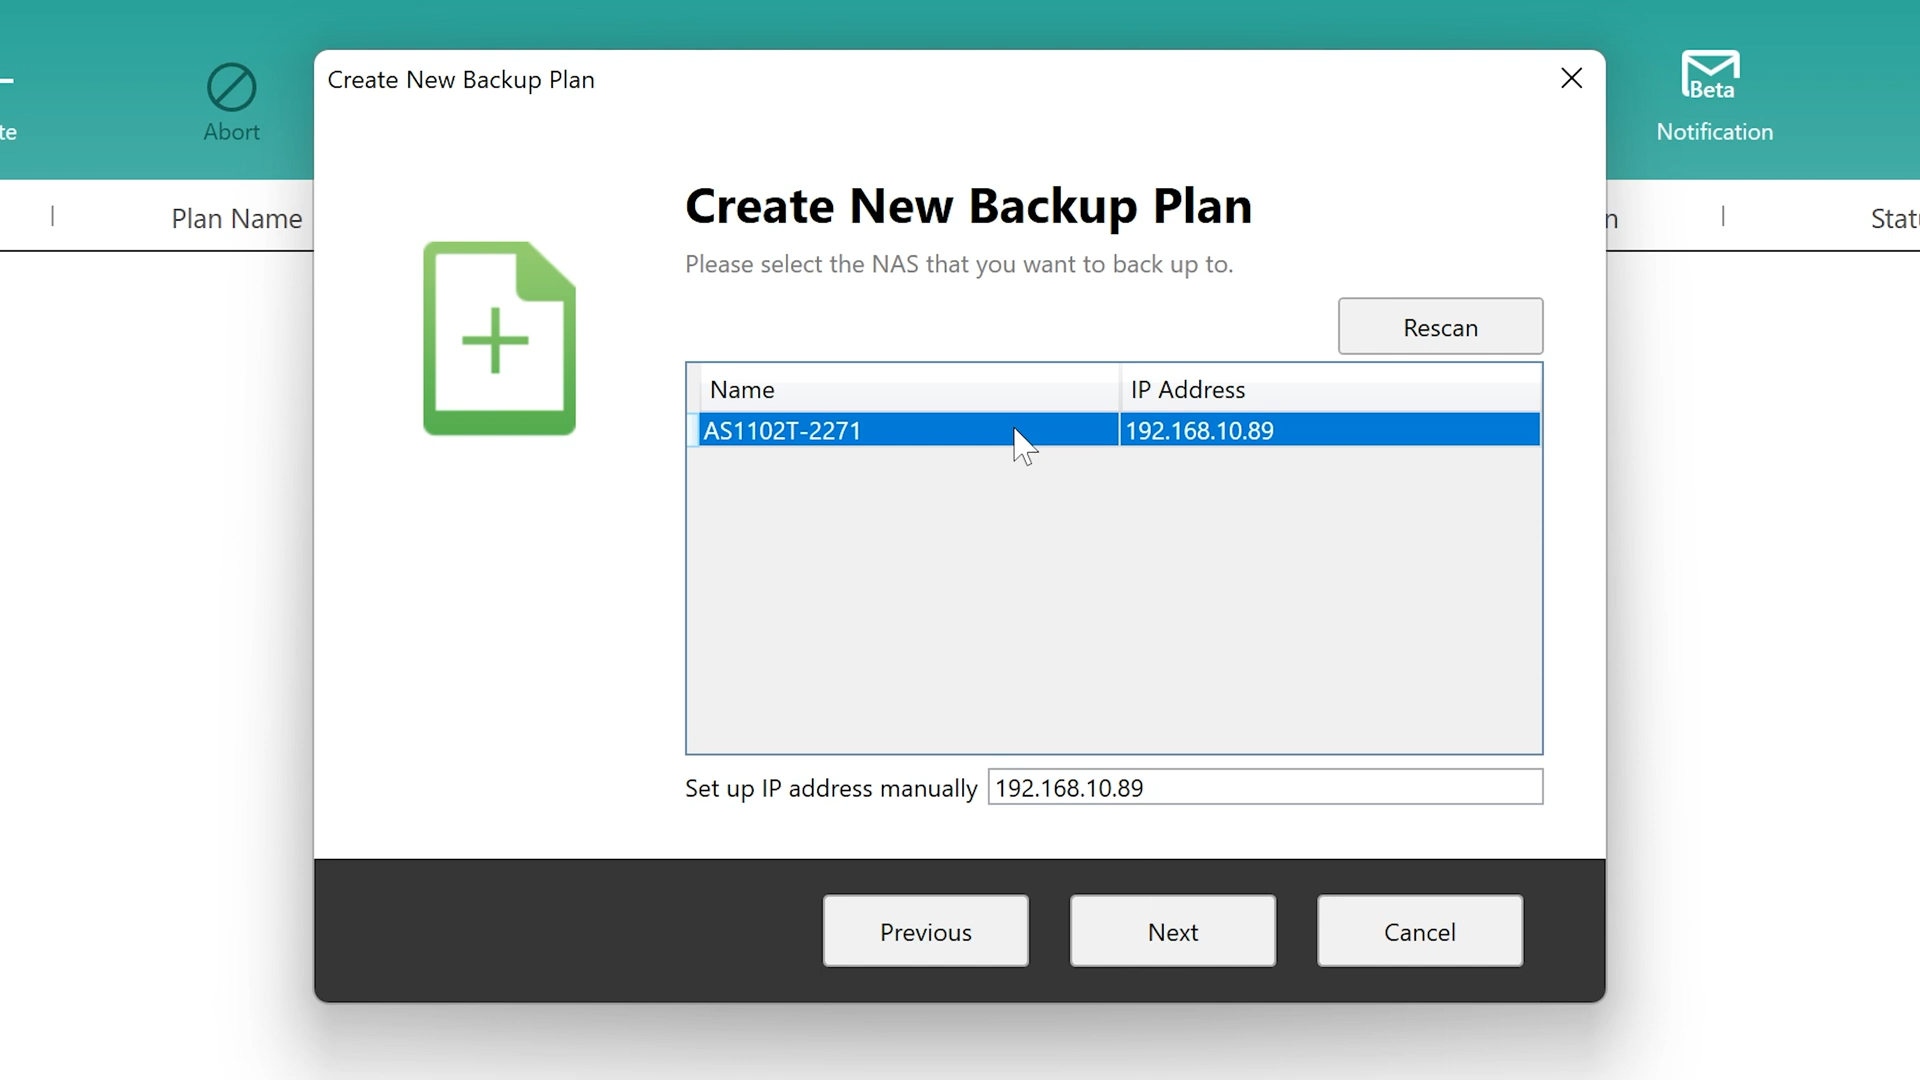 Create New Backup Plan
Beta
te
Abort
Notification
Plan Name
n
Stat
Create New Backup Plan
Please select the NAS that you want to back up to.
Rescan
Name IP Address
AS1102T-2271 192.168.10.89
Set up IP address manually 192.168.10.89
Previous Next Cancel